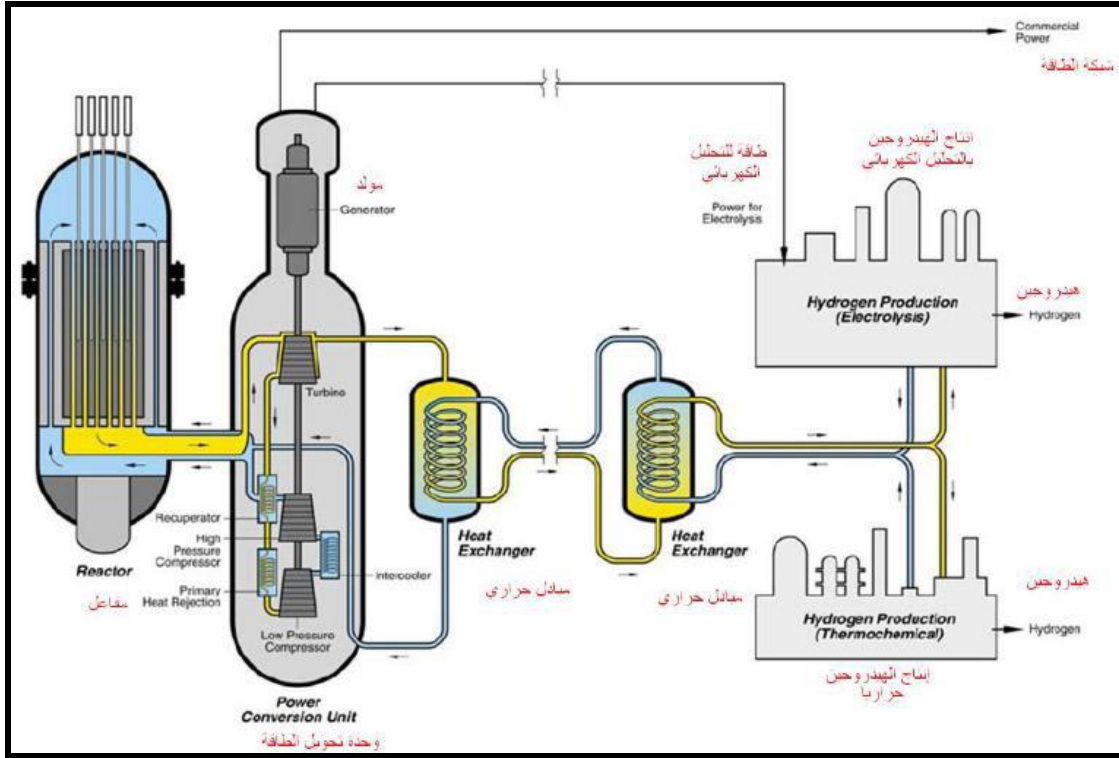 Commercial
Power
شبكة الطاقة
انتاج الهيدروجين
بالتحليل الكهربائي
طاقة للتحليل
الكهربائي
Power for
Electrolysis
مولد
Generator
هيدروجين
Hydrogen Production
(Electrolysis)
Hydrogen
Turbine
Recuperator
High
Pressure
Compressor
Intercooler
Primary
Heat Rejection
Low Pressure
Compressor
Reactor
مفاعل
Heat
Exchanger
مبادل حراري
Heat
Exchanger
مبادل حراري
هيدروجين
Hydrogen Production
(Thermochemical)
Hydrogen
إنتاج الهيدروجين
حراريا
Power
Conversion Unit
وحدة تحويل الطاقة